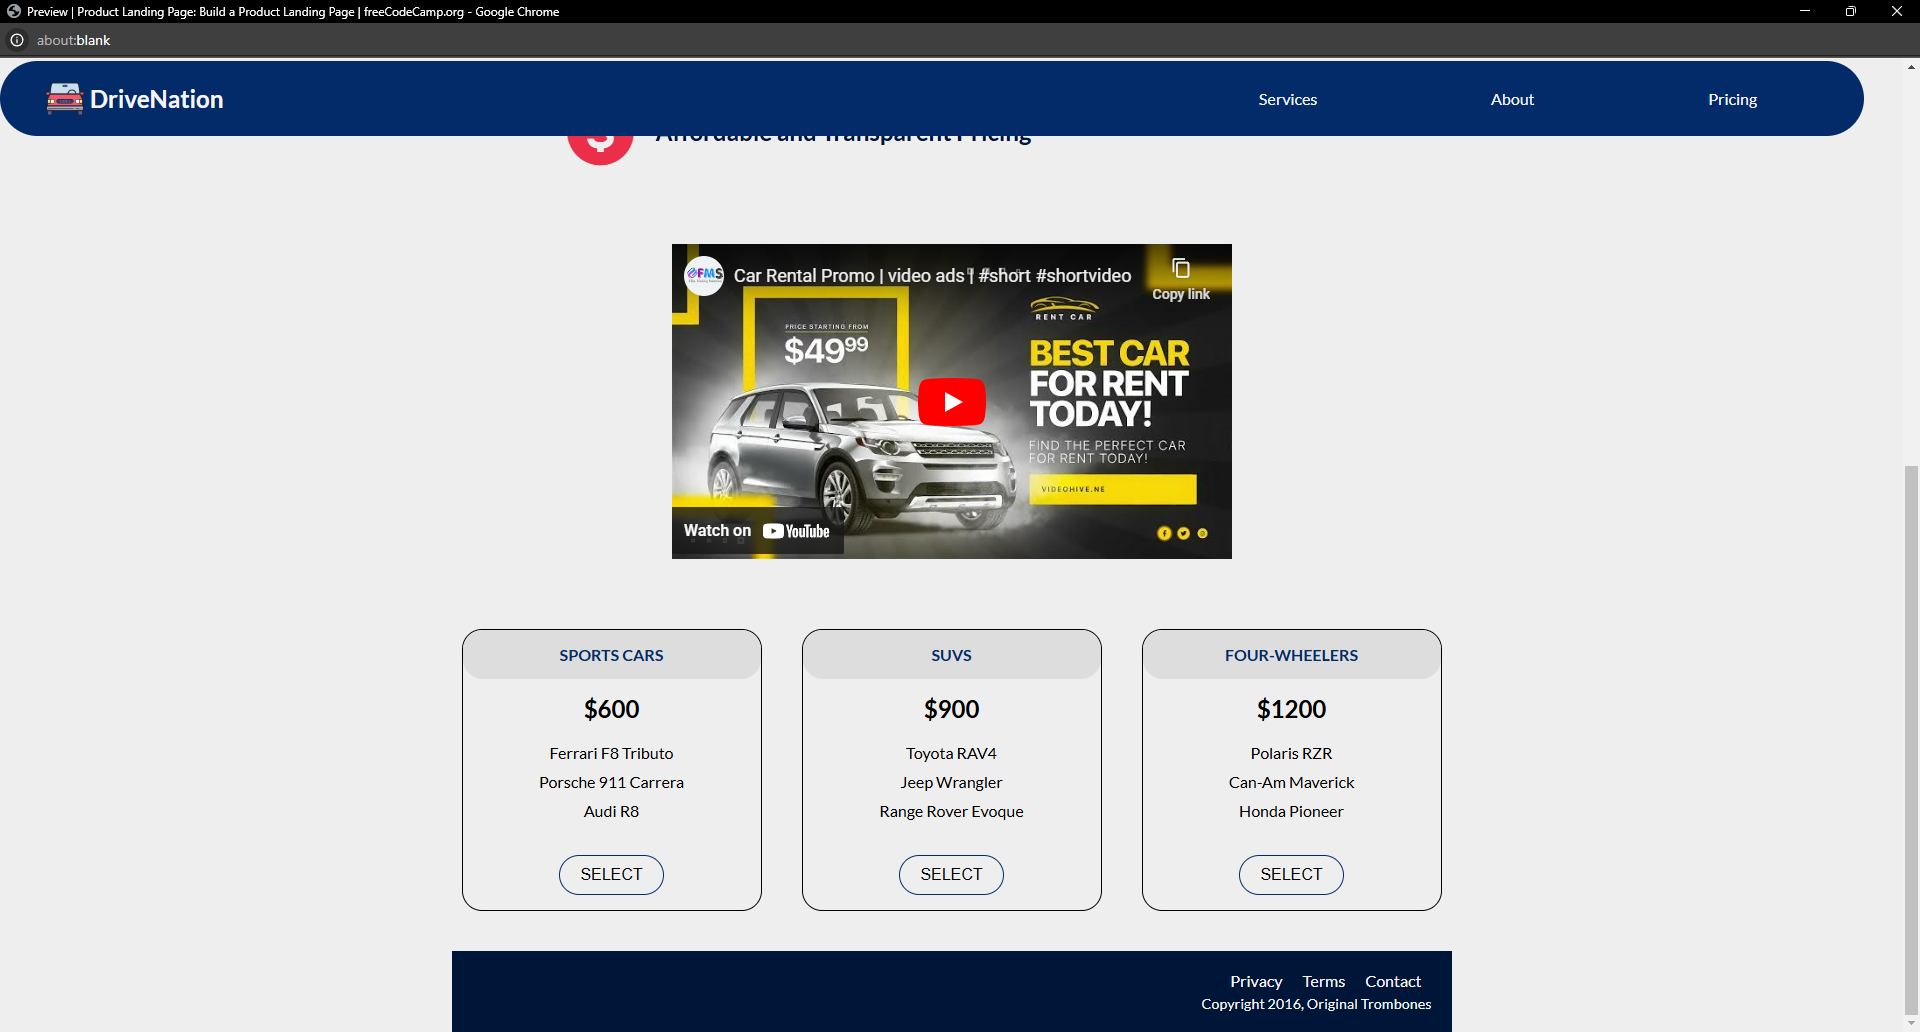 Preview | Product Landing Page: Build a Product Landing Page | freeCodeCamp.org - Google Chrome
about:blank
DriveNation
Services
About
Pricing
Affordable and Transparent Pricing
FMS
Car Rental Promo | video ads | #short #shortvideo
Copy link
RENT CAR
PRICE STARTING FROM
$49⁹⁹
BEST CAR
FOR RENT
TODAY!
FIND THE PERFECT CAR
FOR RENT TODAY!
VIDEOHIVE.NE
Watch on YouTube
SPORTS CARS
$600
Ferrari F8 Tributo
Porsche 911 Carrera
Audi R8
SELECT
SUVS
$900
Toyota RAV4
Jeep Wrangler
Range Rover Evoque
SELECT
FOUR-WHEELERS
$1200
Polaris RZR
Can-Am Maverick
Honda Pioneer
SELECT
Privacy
Terms
Contact
Copyright 2016, Original Trombones